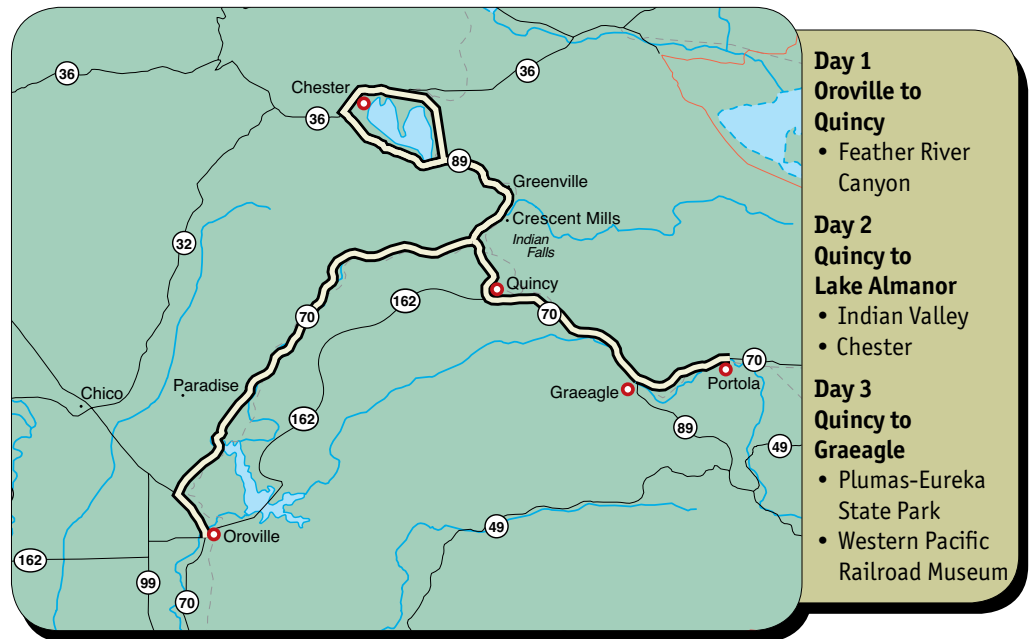 36
36
Chester
36
89
Greenville
Crescent Mills
Indian
Falls
32
Quincy
162
70
70
70
Chico
Paradise
Graeagle
Portola
162
89
49
49
Oroville
162
99
70
Day 1
Oroville to
Quincy
• Feather River
Canyon
Day 2
Quincy to
Lake Almanor
• Indian Valley
• Chester
Day 3
Quincy to
Graeagle
• Plumas-Eureka
State Park
• Western Pacific
Railroad Museum